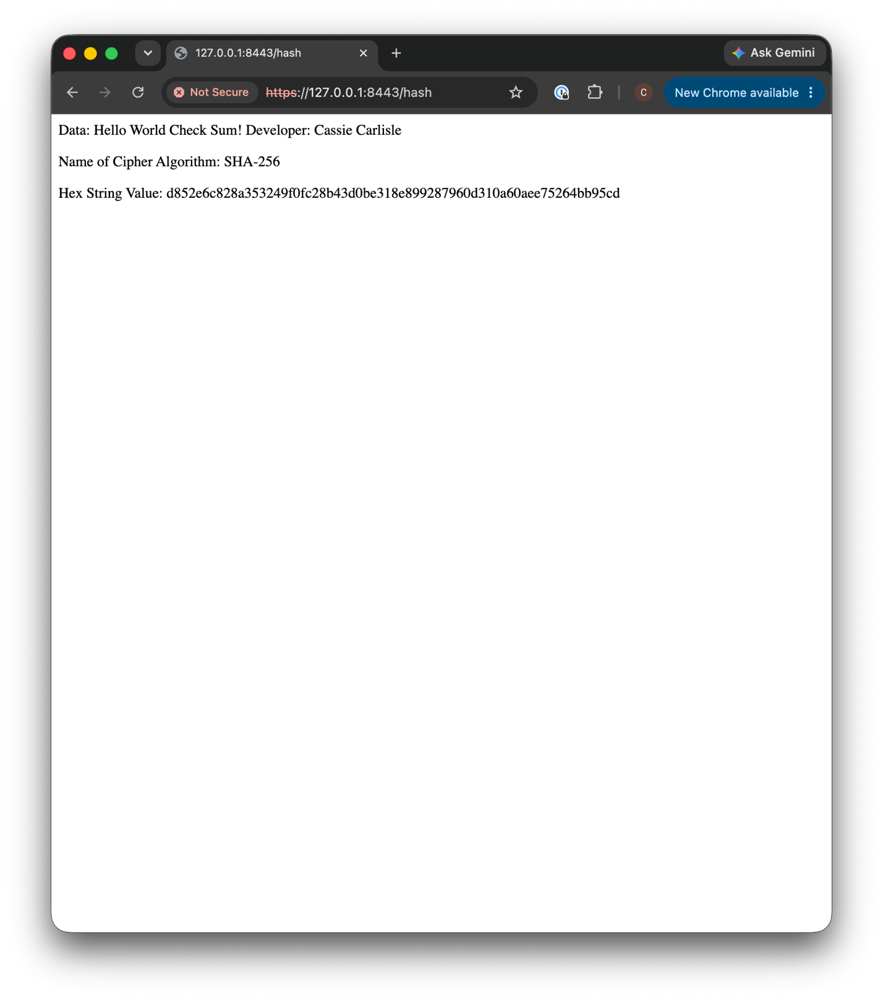 127.0.0.1:8443/hash
Ask Gemini
Not Secure https://127.0.0.1:8443/hash
C
New Chrome available
Data: Hello World Check Sum! Developer: Cassie Carlisle
Name of Cipher Algorithm: SHA-256
Hex String Value: d852e6c828a353249f0fc28b43d0be318e899287960d310a60aee75264bb95cd